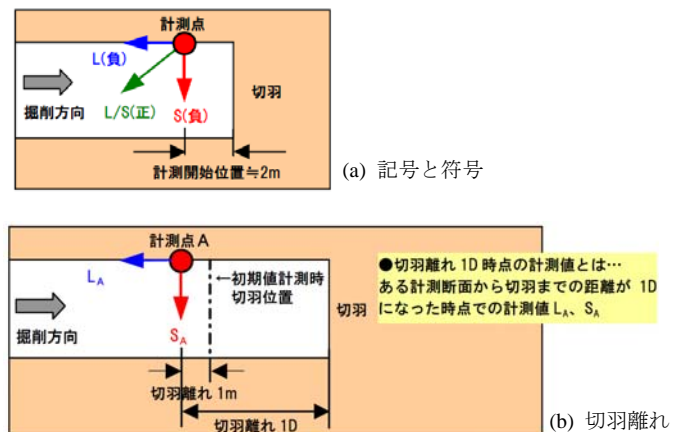 計測点
L(負)
切羽
掘削方向
L/S(正)
S(負)
計測開始位置≒2m
(a) 記号と符号
計測点A
LA
←初期値計測時
切羽位置
●切羽離れ 1D 時点の計測値とは…
ある計測断面から切羽までの距離が 1D
になった時点での計測値 LA、SA
切羽
掘削方向
SA
切羽離れ 1m
切羽離れ 1D
(b) 切羽離れ